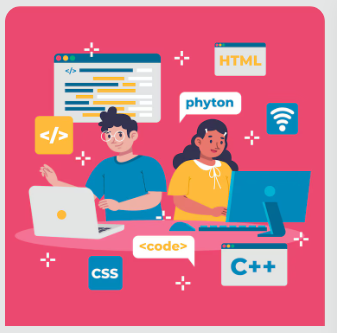 </>
HTML
phyton
</>
<code>
CSS
C++